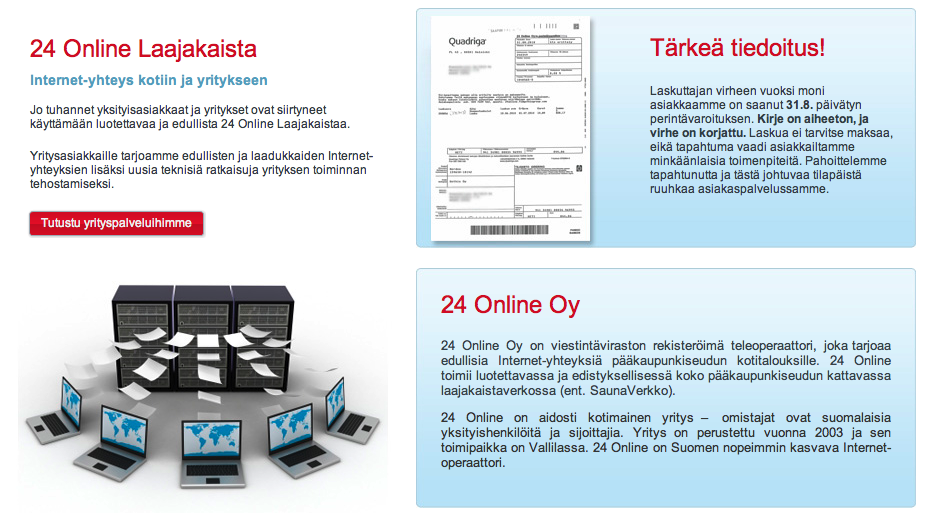 24 Online Laajakaista
Internet-yhteys kotiin ja yritykseen
Jo tuhannet yksityisasiakkaat ja yritykset ovat siirtyneet
käyttämään luotettavaa ja edullista 24 Online Laajakaistaa.
Yritysasiakkaille tarjoamme edullisten ja laadukkaiden Internet-
yhteyksien lisäksi uusia teknisiä ratkaisuja yrityksen toiminnan
tehostamiseksi.
Tutustu yrityspalveluihimme
Quadriga
Tärkeä tiedoitus!
Laskuttajan virheen vuoksi moni
asiakkaamme on saanut 31.8. päivätyn
perintävaroituksen. Kirje on aiheeton, ja
virhe on korjattu. Laskua ei tarvitse maksaa,
eikä tapahtuma vaadi asiakkailtamme
minkäänlaisia toimenpiteitä. Pahoittelemme
tapahtunutta ja tästä johtuvaa tilapäistä
ruuhkaa asiakaspalvelussamme.
24 Online Oy
24 Online Oy on viestintäviraston rekisteröimä teleoperaattori, joka tarjoaa
edullisia Internet-yhteyksiä pääkaupunkiseudun kotitalouksille. 24 Online
toimii luotettavassa ja edistyksellisessä koko pääkaupunkiseudun kattavassa
laajakaistaverkossa (ent. SaunaVerkko).
24 Online on aidosti kotimainen yritys – omistajat ovat suomalaisia
yksityishenkilöitä ja sijoittajia. Yritys on perustettu vuonna 2003 ja sen
toimipaikka on Vallilassa. 24 Online on Suomen nopeimmin kasvava Internet-
operaattori.